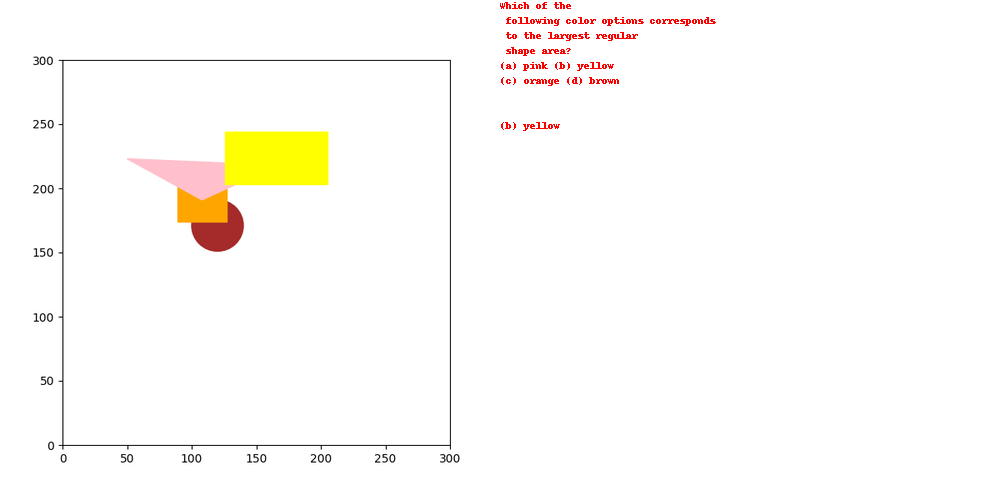 Which of the
following color options corresponds
to the largest regular
shape area?
(a) pink (b) yellow
(c) orange (d) brown
(b) yellow
300
250
200
150
100
50
0
0 50 100 150 200 250 300